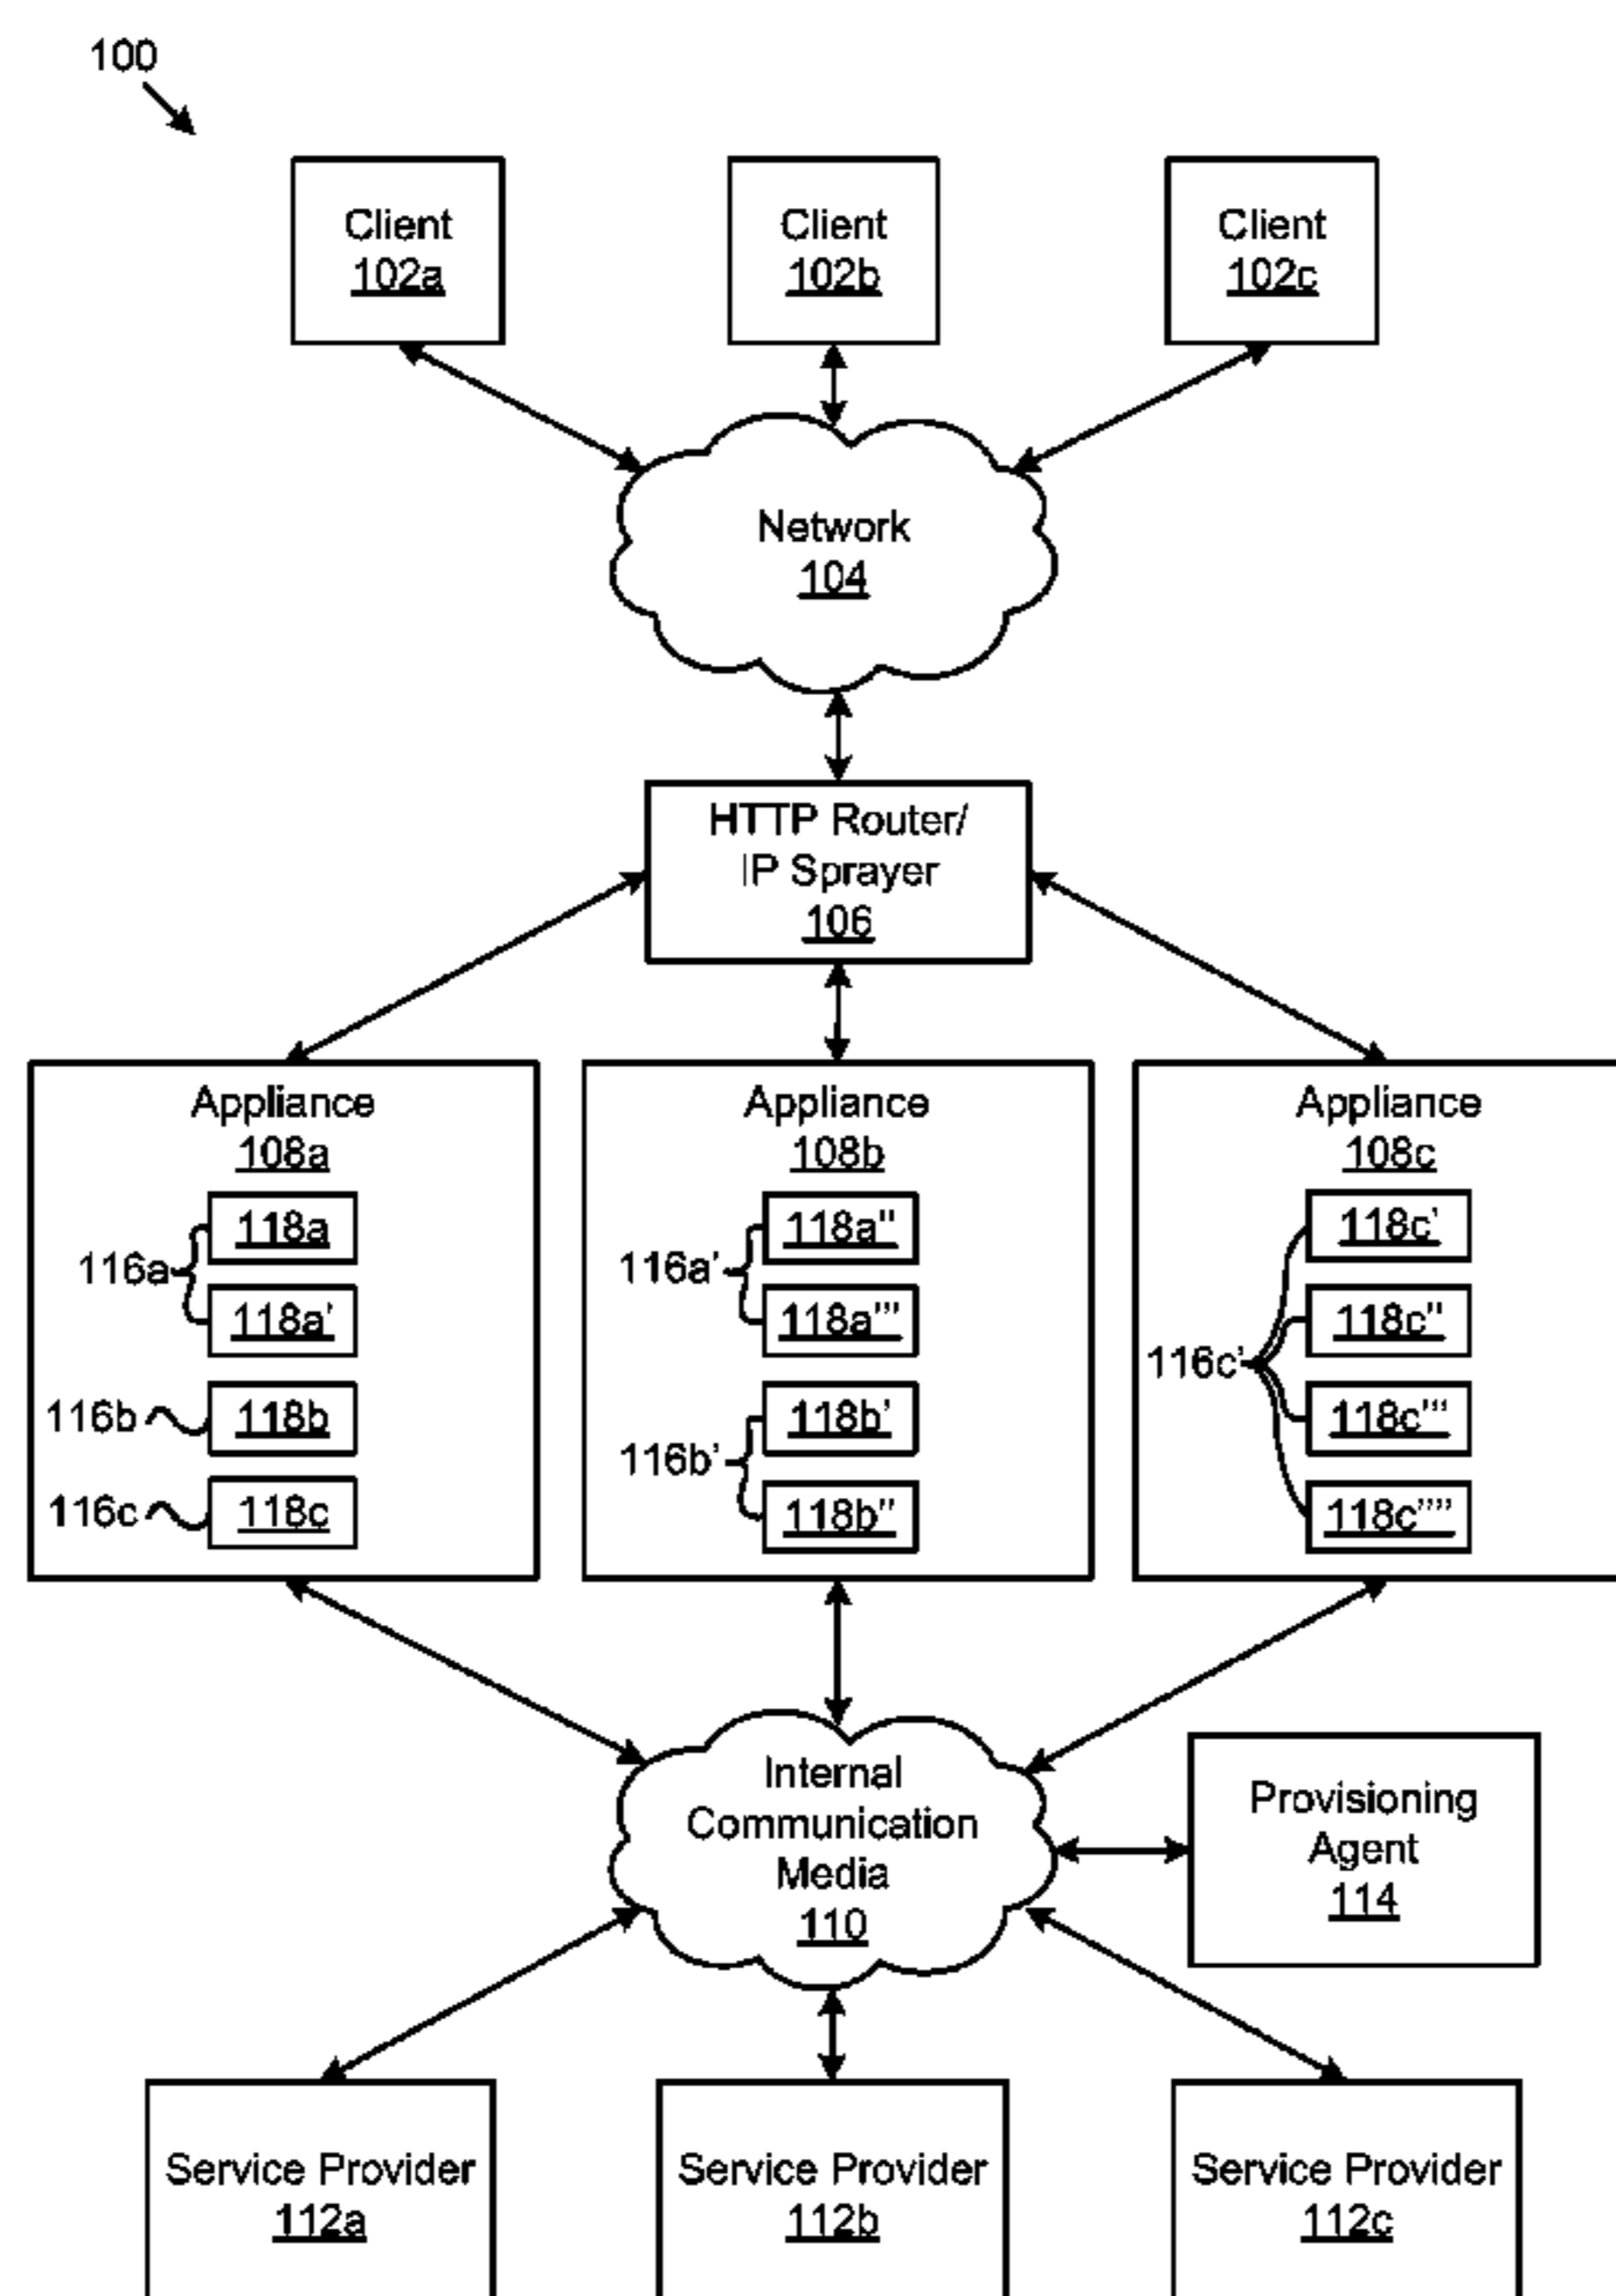 100
Client
102a
Client
102b
Client
102c
Network
104
HTTP Router/
IP Sprayer
106
Appliance
108a
118a
116a
118a'
116b
118b
116c
118c
Appliance
108b
118a''
116a'
118a'''
118b'
116b'
118b''
Appliance
108c
118c'
118c''
116c'
118c'''
118c''''
Internal
Communication
Media
110
Provisioning
Agent
114
Service Provider
112a
Service Provider
112b
Service Provider
112c